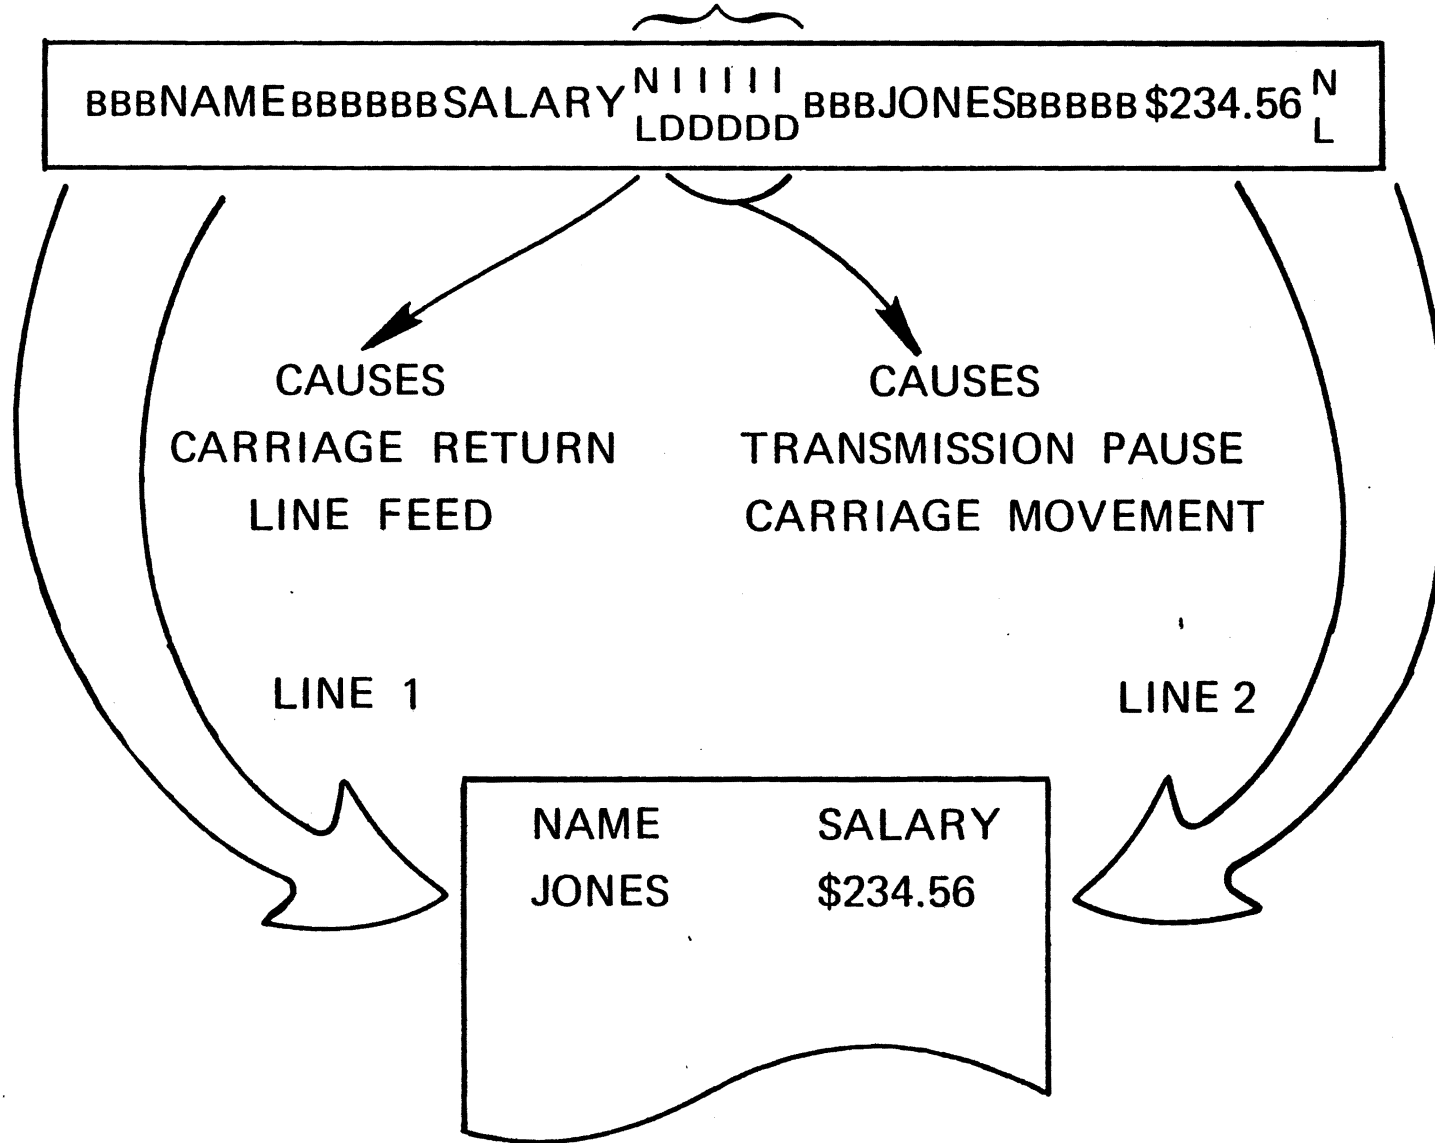 BBBNAMEBBBBBBSALARY NIIIII BBBJONESBBBBB $234.56 N
LDDDDD L
CAUSES CAUSES
CARRIAGE RETURN TRANSMISSION PAUSE
LINE FEED CARRIAGE MOVEMENT
LINE 1 LINE 2
NAME SALARY
JONES $234.56